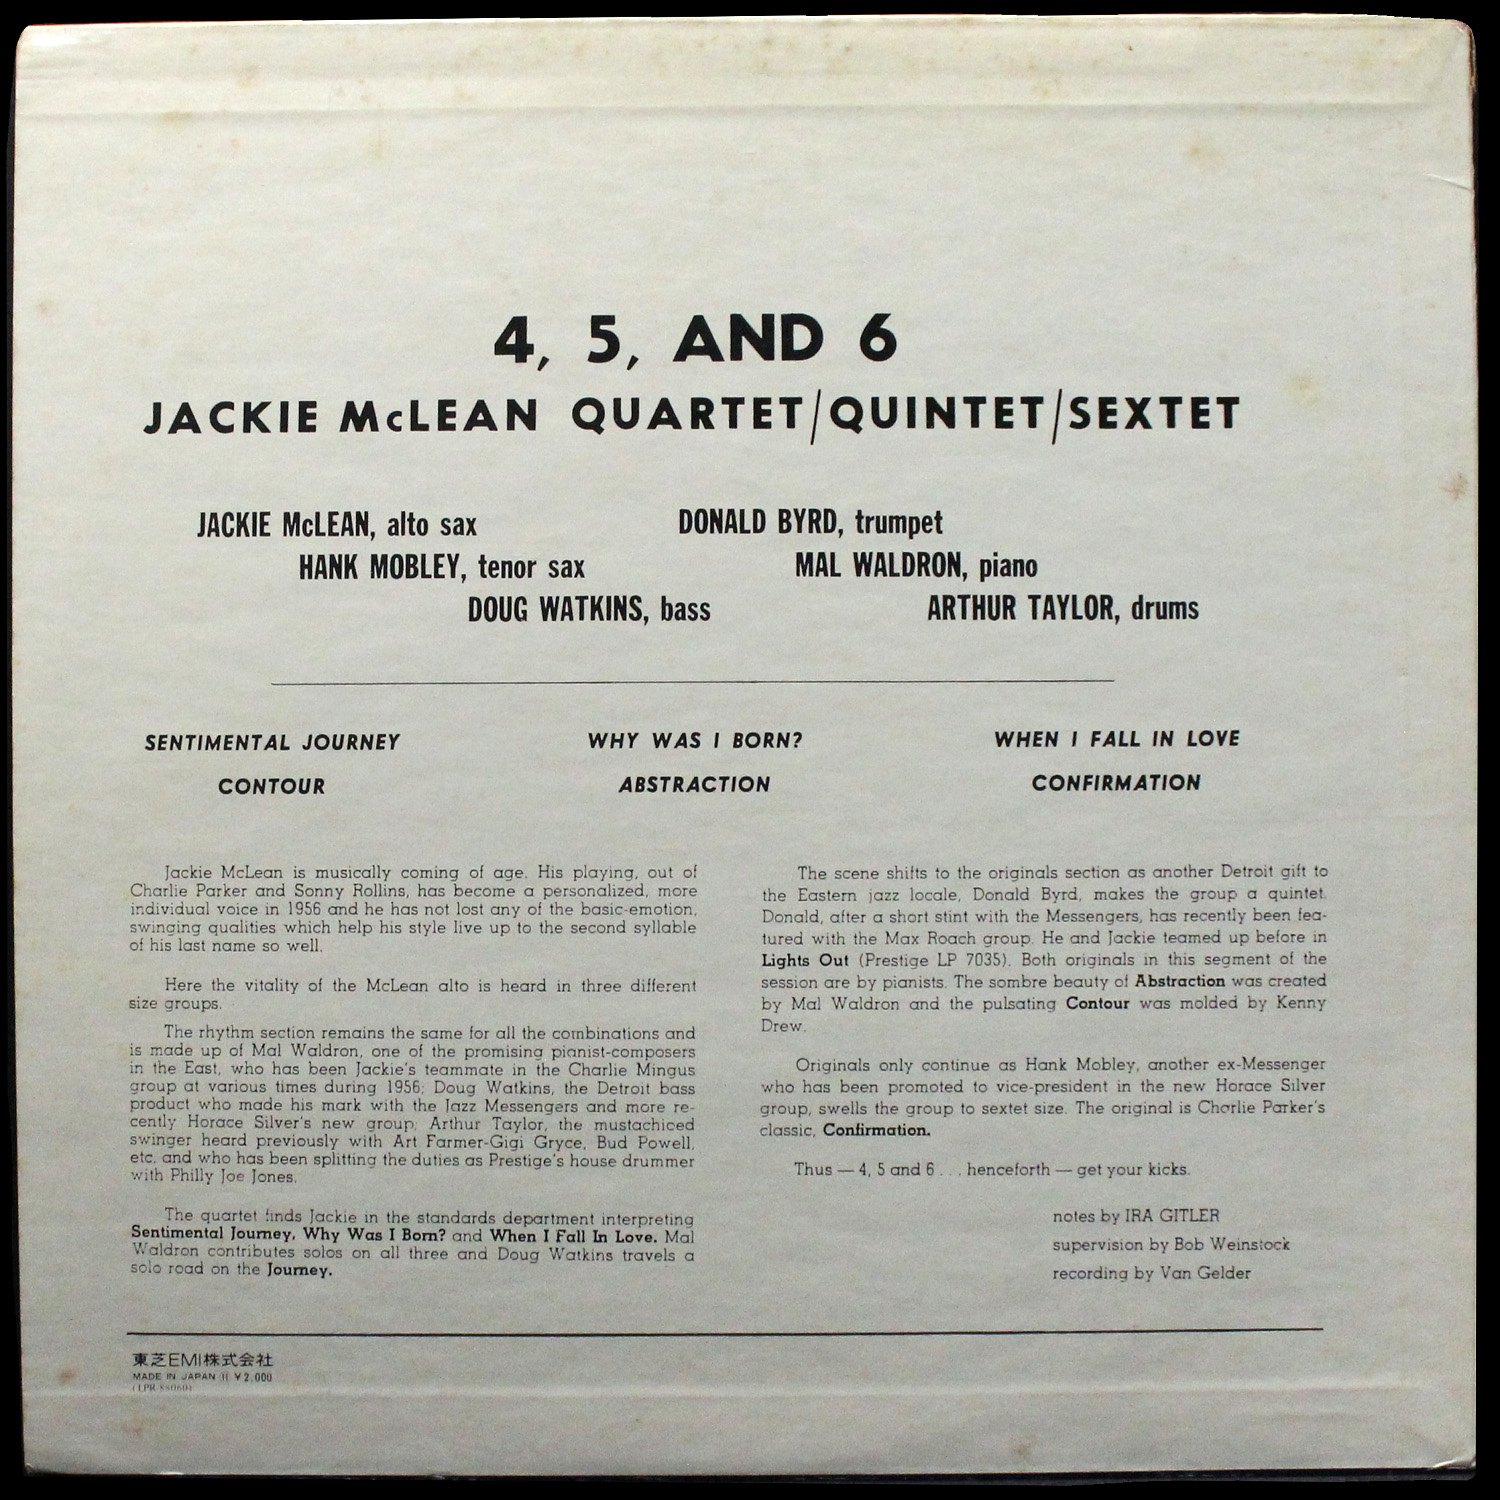 4, 5, AND 6
JACKIE McLEAN QUARTET/QUINTET/SEXTET
JACKIE McLEAN, alto sax
DONALD BYRD, trumpet
HANK MOBLEY, tenor sax
MAL WALDRON, piano
DOUG WATKINS, bass
ARTHUR TAYLOR, drums
SENTIMENTAL JOURNEY
WHY WAS I BORN?
WHEN I FALL IN LOVE
CONTOUR
ABSTRACTION
CONFIRMATION
Jackie McLean is musically coming of age. His playing, out of
Charlie Parker and Sonny Rollins, has become a personalized, more
individual voice in 1956 and he has not lost any of the basic-emotion,
swinging qualities which help his style live up to the second syllable
of his last name so well.
Here the vitality of the McLean alto is heard in three different
size groups.
The rhythm section remains the same for all the combinations and
is made up of Mal Waldron, one of the promising pianist-composers
in the East, who has been Jackie's teammate in the Charlie Mingus
group at various times during 1956; Doug Watkins, the Detroit bass
product who made his mark with the Jazz Messengers and more re-
cently Horace Silver's new group; Arthur Taylor, the mustachiced
swinger heard previously with Art Farmer-Gigi Gryce, Bud Powell,
etc. and who has been splitting the duties as Prestige's house drummer
with Philly Joe Jones.
The quartet finds Jackie in the standards department interpreting
Sentimental Journey, Why Was I Born? and When I Fall In Love. Mal
Waldron contributes solos on all three and Doug Watkins travels a
solo road on the Journey.
The scene shifts to the originals section as another Detroit gift to
the Eastern jazz locale, Donald Byrd, makes the group a quintet.
Donald, after a short stint with the Messengers, has recently been fea-
tured with the Max Roach group. He and Jackie teamed up before in
Lights Out (Prestige LP 7035). Both originals in this segment of the
session are by pianists. The sombre beauty of Abstraction was created
by Mal Waldron and the pulsating Contour was molded by Kenny
Drew.
Originals only continue as Hank Mobley, another ex-Messenger
who has been promoted to vice-president in the new Horace Silver
group, swells the group to sextet size. The original is Charlie Parker's
classic, Confirmation.
Thus — 4, 5 and 6 . . . henceforth — get your kicks.
notes by IRA GITLER
supervision by Bob Weinstock
recording by Van Gelder
東芝EMI株式会社
MADE IN JAPAN Ⓗ ¥2,000
(LPR-88060)